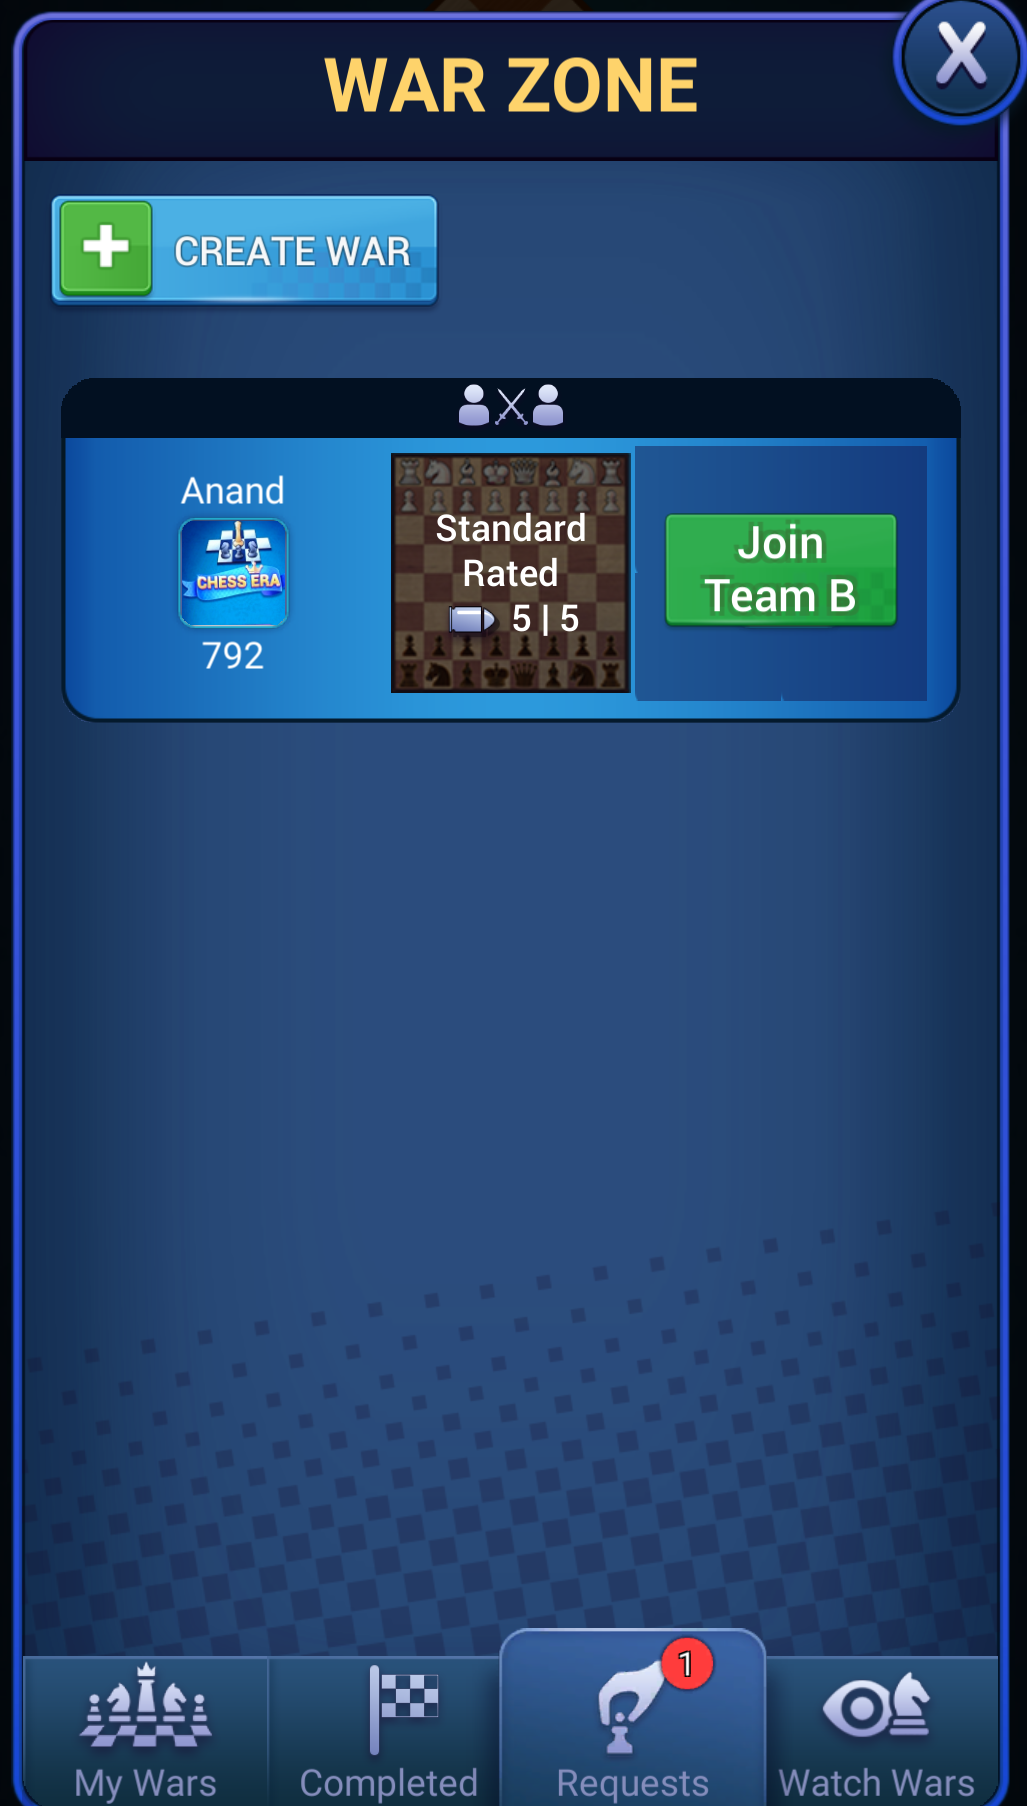 WAR ZONE
X
CREATE WAR
Anand
CHESS ERA
792
Standard
Rated
5 | 5
Join
Team B
1
My Wars
Completed
Requests
Watch Wars